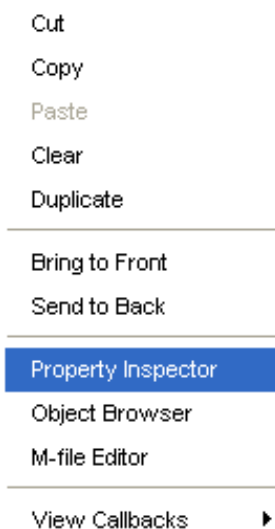 Cut
Copy
Paste
Clear
Duplicate
Bring to Front
Send to Back
Property Inspector
Object Browser
M-file Editor
View Callbacks